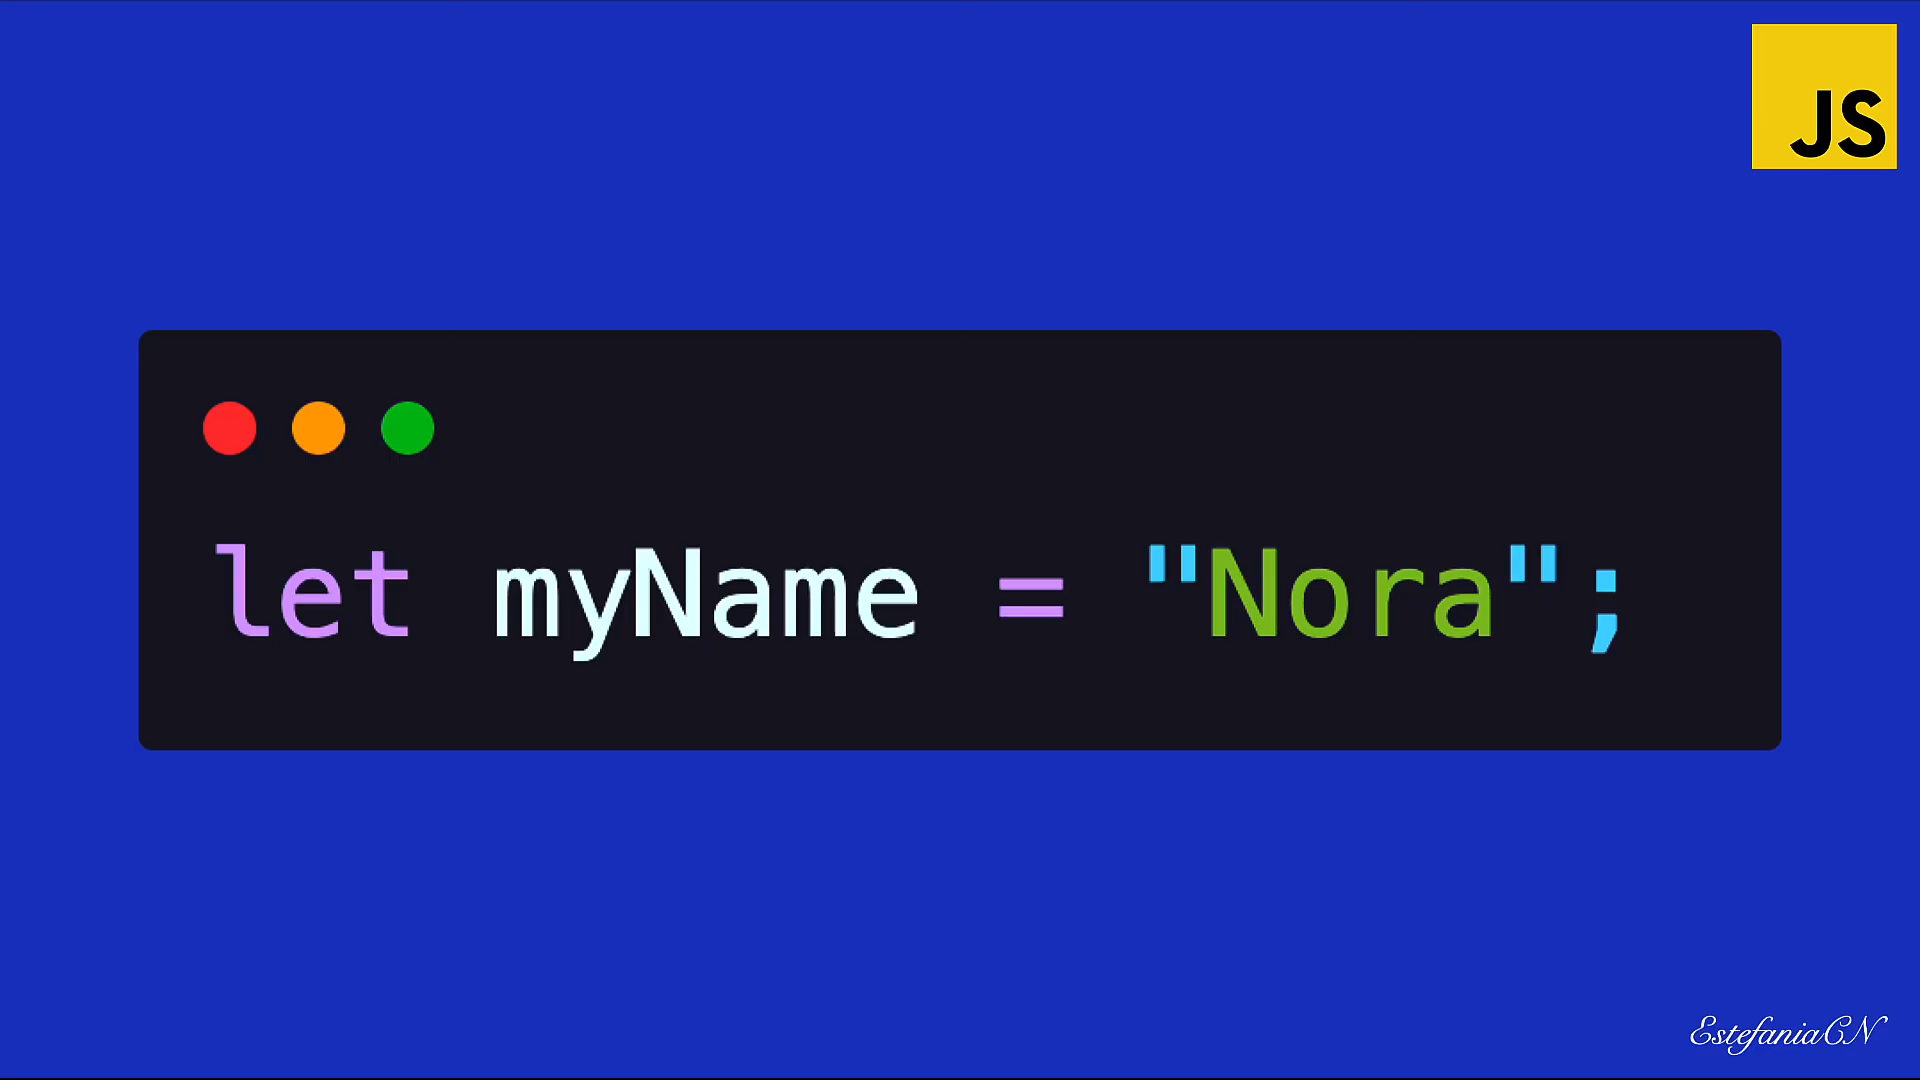 JS
let myName = "Nora";
EstefaniaCN